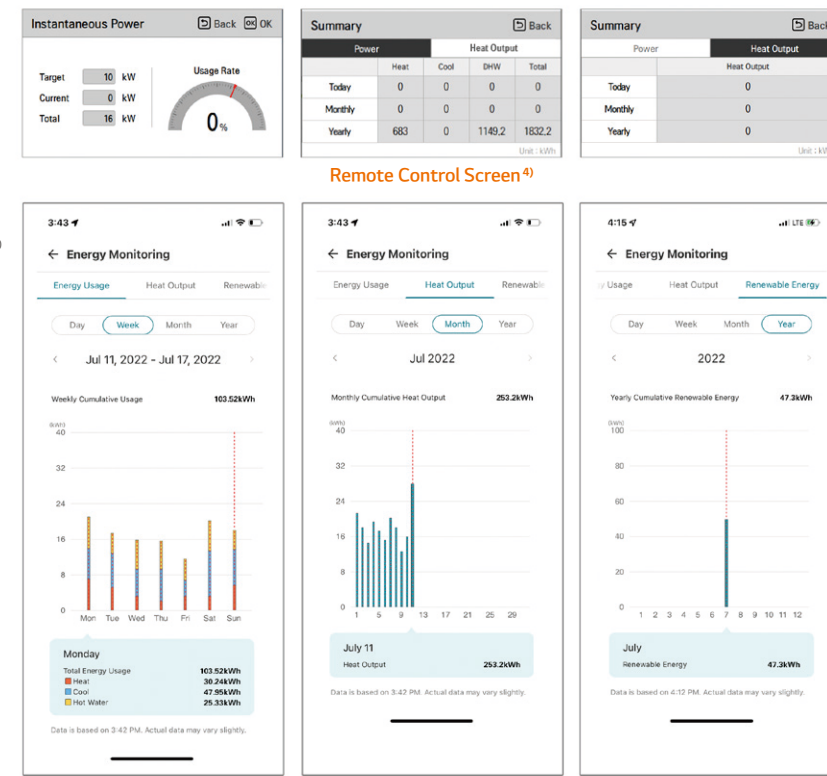 Instantaneous Power Back OK OK
Target 10 kW
Current 0 kW
Total 16 kW
Usage Rate
0%
Summary Back
Power Heat Output
Heat Cool DHW Total
Today 0 0 0 0
Monthly 0 0 0 0
Yearly 683 0 1149,2 1832,2
Unit : kWh
Summary Back
Power Heat Output
Heat Output
Today 0
Monthly 0
Yearly 0
Unit : kW
Remote Control Screen 4)
)
3:43
← Energy Monitoring
Energy Usage Heat Output Renewable
Day Week Month Year
< Jul 11, 2022 - Jul 17, 2022 >
Weekly Cumulative Usage 103.52kWh
(kWh)
40
32
24
16
8
0
Mon Tue Wed Thu Fri Sat Sun
Monday
Total Energy Usage 103.52kWh
Heat 30.24kWh
Cool 47.95kWh
Hot Water 25.33kWh
Data is based on 3:42 PM. Actual data may vary slightly.
3:43
← Energy Monitoring
Energy Usage Heat Output Renewable
Day Week Month Year
< Jul 2022 >
Monthly Cumulative Heat Output 253.2kWh
(kWh)
40
32
24
16
8
0
1 5 9 13 17 21 25 29
July 11
Heat Output 253.2kWh
Data is based on 3:42 PM. Actual data may vary slightly.
4:15 LTE
← Energy Monitoring
Usage Heat Output Renewable Energy
Day Week Month Year
< 2022 >
Yearly Cumulative Renewable Energy 47.3kWh
(kWh)
100
80
60
40
20
0
1 2 3 4 5 6 7 8 9 10 11 12
July
Renewable Energy 47.3kWh
Data is based on 4:12 PM. Actual data may vary slightly.